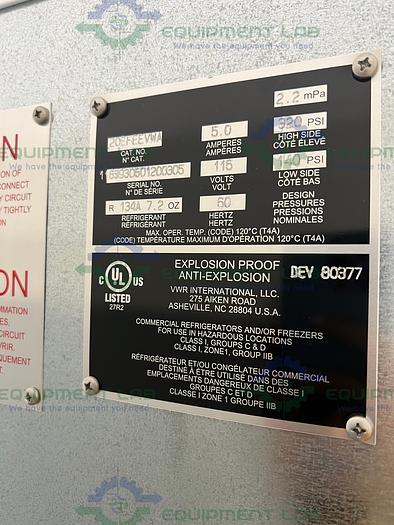 EQUIPMENT LAB
We have the equipment you need
2.2 mPa
20EFEEVWA
5.0
320 PSI
CAT. NO.
N° CAT.
AMPERES
AMPÈRES
HIGH SIDE
CÔTÉ ÉLEVÉ
115
140 PSI
SERIAL NO.
N° DE SÉRIE
VOLTS
VOLT
LOW SIDE
CÔTÉ BAS
R 134A 7.2 OZ
60
REFRIGERANT
RÉFRIGÉRANT
HERTZ
HERTZ
DESIGN
PRESSURES
PRESSIONS
NOMINALES
MAX. OPER. TEMP. (CODE) 120°C (T4A)
(CODE) TEMPÉRATURE MAXIMUM D'OPÉRATION 120°C (T4A)
C UL US
LISTED
27R2
EXPLOSION PROOF
ANTI-EXPLOSION
DEV 80377
VWR INTERNATIONAL, LLC.
275 AIKEN ROAD
ASHEVILLE, NC 28804 U.S.A.
COMMERCIAL REFRIGERATORS AND/OR FREEZERS
FOR USE IN HAZARDOUS LOCATIONS
CLASS I, GROUPS C & D
CLASS I, ZONE1, GROUP IIB
RÉFRIGÉRATEUR ET/OU CONGÉLATEUR COMMERCIAL
DESTINÉ À ÊTRE UTILISÉ DANS DES
EMPLACEMENTS DANGEREUX DE CLASSE I
GROUPES C ET D
CLASSE I ZONE 1 GROUPE IIB